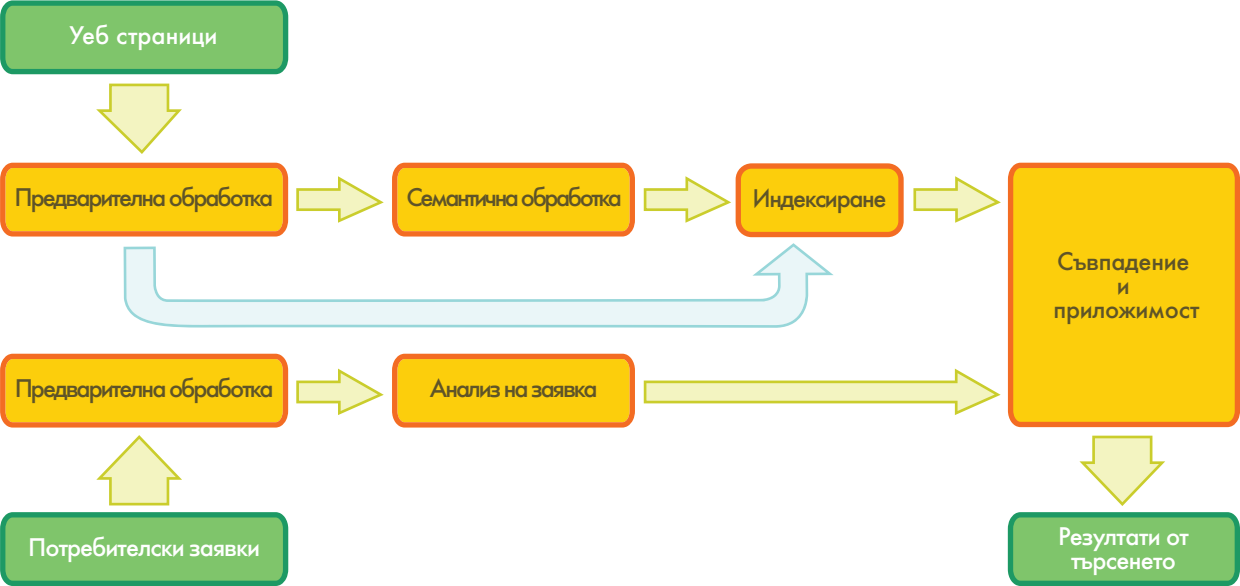 Уеб страници
Предварителна обработка
Семантична обработка
Индексиране
Съвпадение
и
приложимост
Предварителна обработка
Анализ на заявка
Потребителски заявки
Резултати от
търсенето